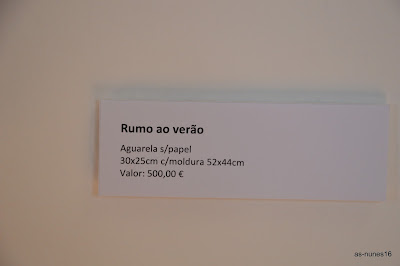 Rumo ao verão
Aguarela s/papel
30x25cm c/moldura 52x44cm
Valor: 500,00 €
as-nunes16